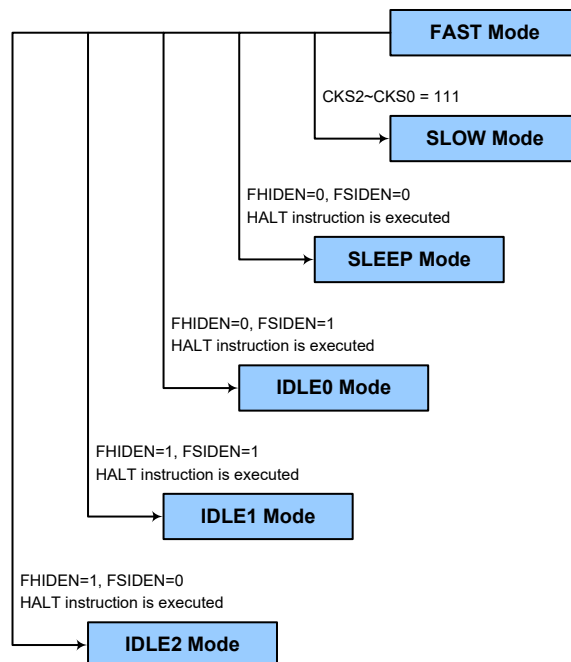 FAST Mode
CKS2~CKS0 = 111
SLOW Mode
FHIDEN=0, FSIDEN=0
HALT instruction is executed
SLEEP Mode
FHIDEN=0, FSIDEN=1
HALT instruction is executed
IDLE0 Mode
FHIDEN=1, FSIDEN=1
HALT instruction is executed
IDLE1 Mode
FHIDEN=1, FSIDEN=0
HALT instruction is executed
IDLE2 Mode